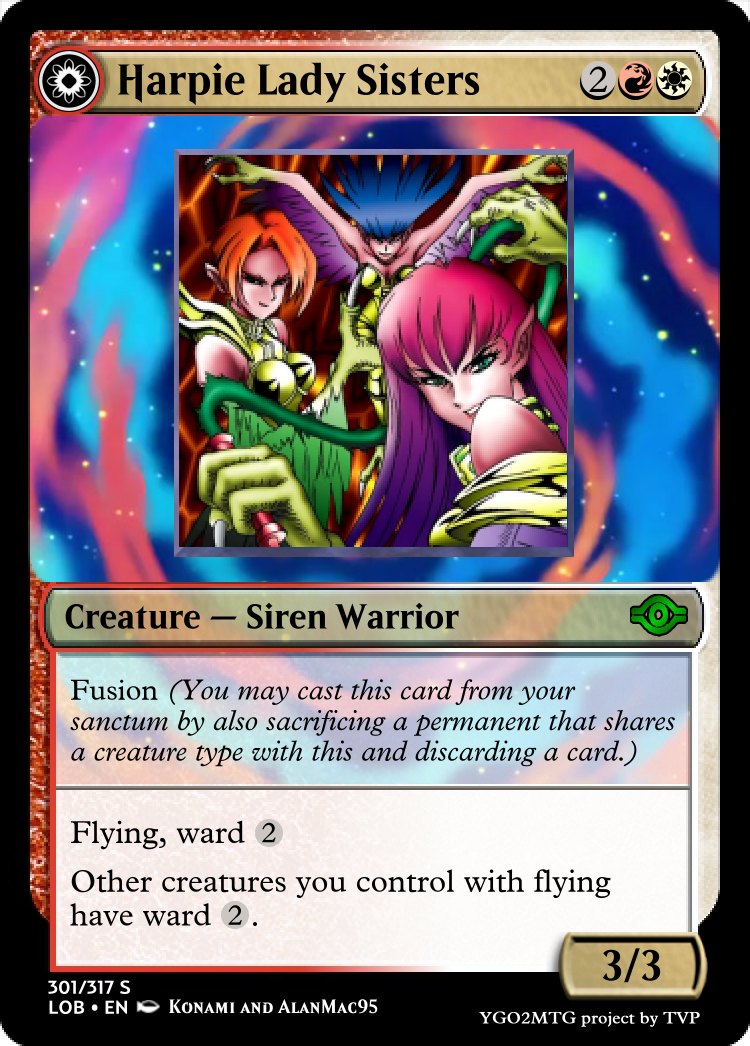 Harpie Lady Sisters 2
Creature — Siren Warrior
Fusion (You may cast this card from your
sanctum by also sacrificing a permanent that shares
a creature type with this and discarding a card.)
Flying, ward 2
Other creatures you control with flying
have ward 2.
3/3
301/317 S
LOB • EN Konami and AlanMac95
YGO2MTG project by TVP